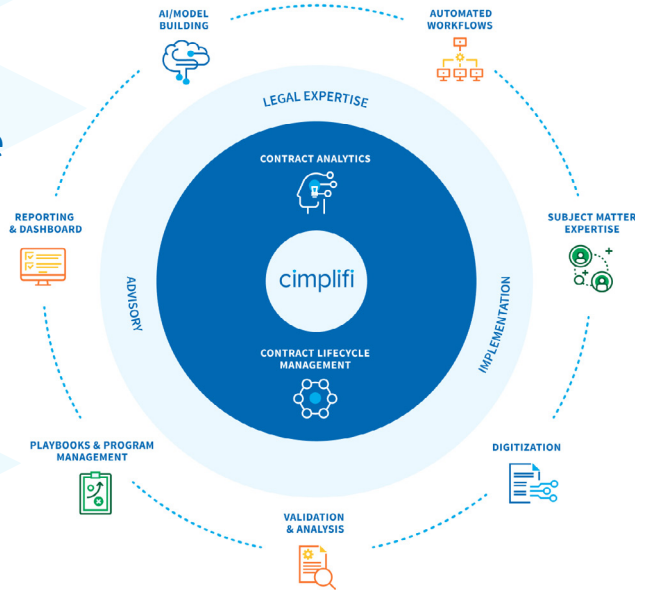 AI/MODEL
BUILDING
AUTOMATED
WORKFLOWS
LEGAL EXPERTISE
CONTRACT ANALYTICS
REPORTING
& DASHBOARD
SUBJECT MATTER
EXPERTISE
cimplifi
ADVISORY
IMPLEMENTATION
CONTRACT LIFECYCLE
MANAGEMENT
PLAYBOOKS & PROGRAM
MANAGEMENT
DIGITIZATION
VALIDATION
& ANALYSIS